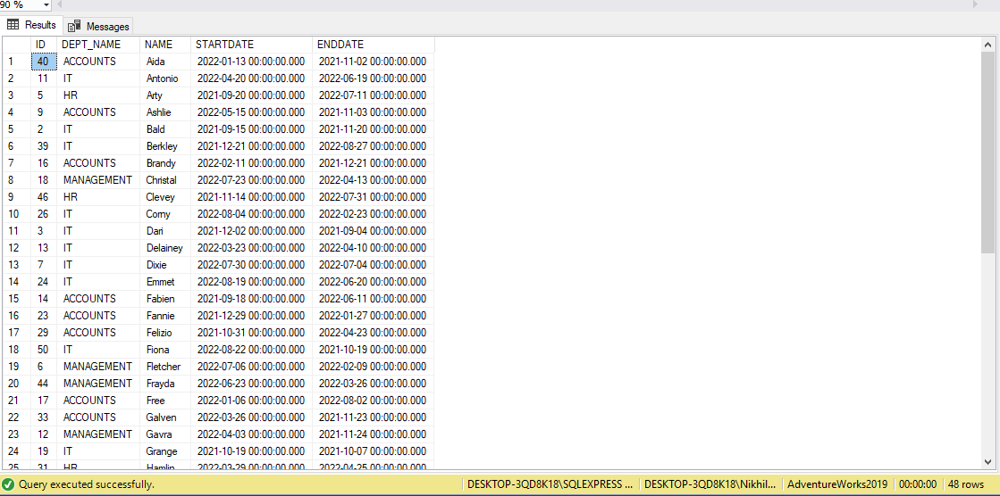 90 %
Results Messages
ID DEPT_NAME NAME STARTDATE ENDDATE
1 40 ACCOUNTS Aida 2022-01-13 00:00:00.000 2021-11-02 00:00:00.000
2 11 IT Antonio 2022-04-20 00:00:00.000 2022-06-19 00:00:00.000
3 5 HR Arty 2021-09-20 00:00:00.000 2022-07-11 00:00:00.000
4 9 ACCOUNTS Ashlie 2022-05-15 00:00:00.000 2021-11-03 00:00:00.000
5 2 IT Bald 2021-09-15 00:00:00.000 2021-11-20 00:00:00.000
6 39 IT Berkley 2021-12-21 00:00:00.000 2022-08-27 00:00:00.000
7 16 ACCOUNTS Brandy 2022-02-11 00:00:00.000 2021-12-21 00:00:00.000
8 18 MANAGEMENT Christal 2022-07-23 00:00:00.000 2022-04-13 00:00:00.000
9 46 HR Clevey 2021-11-14 00:00:00.000 2022-07-31 00:00:00.000
10 26 IT Corny 2022-08-04 00:00:00.000 2022-02-23 00:00:00.000
11 3 IT Dari 2021-12-02 00:00:00.000 2021-09-04 00:00:00.000
12 13 IT Delainey 2022-03-23 00:00:00.000 2022-04-10 00:00:00.000
13 7 IT Dixie 2022-07-30 00:00:00.000 2022-07-04 00:00:00.000
14 24 IT Emmet 2022-08-19 00:00:00.000 2022-06-20 00:00:00.000
15 14 ACCOUNTS Fabien 2021-09-18 00:00:00.000 2022-06-11 00:00:00.000
16 23 ACCOUNTS Fannie 2021-12-29 00:00:00.000 2022-01-27 00:00:00.000
17 29 ACCOUNTS Felizio 2021-10-31 00:00:00.000 2022-04-23 00:00:00.000
18 50 IT Fiona 2022-08-22 00:00:00.000 2021-10-19 00:00:00.000
19 6 MANAGEMENT Fletcher 2022-07-06 00:00:00.000 2022-02-09 00:00:00.000
20 44 MANAGEMENT Frayda 2022-06-23 00:00:00.000 2022-03-26 00:00:00.000
21 17 ACCOUNTS Free 2022-01-06 00:00:00.000 2022-08-02 00:00:00.000
22 33 ACCOUNTS Galven 2022-03-26 00:00:00.000 2021-11-23 00:00:00.000
23 12 MANAGEMENT Gavra 2022-04-03 00:00:00.000 2021-11-24 00:00:00.000
24 19 IT Grange 2021-10-19 00:00:00.000 2021-10-07 00:00:00.000
25 31 HR Hamlin 2022-03-29 00:00:00.000 2022-04-25 00:00:00.000
Query executed successfully. DESKTOP-3QD8K18\SQLEXPRESS ... DESKTOP-3QD8K18\Nikhil... AdventureWorks2019 00:00:00 48 rows